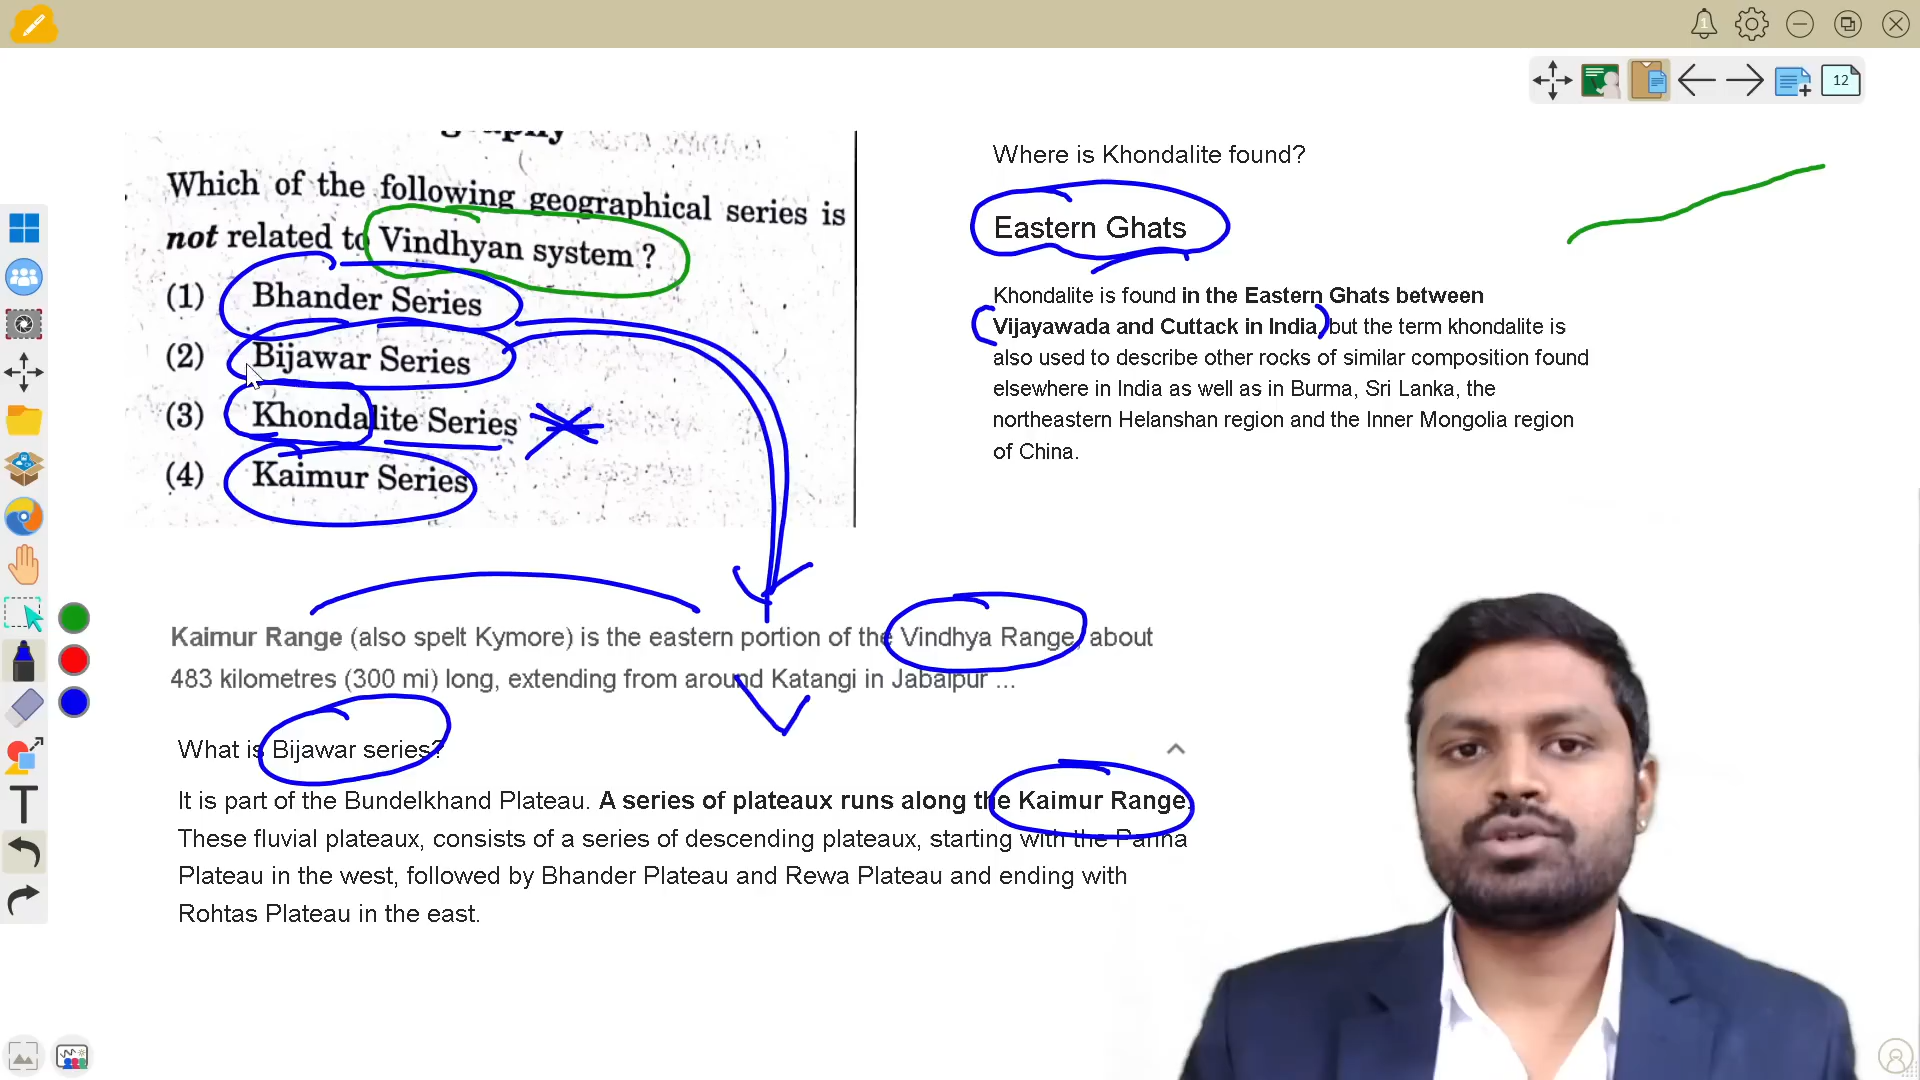 Which of the following geographical series is
not related to Vindhyan system ?
(1) Bhander Series
(2) Bijawar Series
(3) Khondalite Series
(4) Kaimur Series
Where is Khondalite found?
Eastern Ghats
Khondalite is found in the Eastern Ghats between
Vijayawada and Cuttack in India, but the term khondalite is
also used to describe other rocks of similar composition found
elsewhere in India as well as in Burma, Sri Lanka, the
northeastern Helanshan region and the Inner Mongolia region
of China.
Kaimur Range (also spelt Kymore) is the eastern portion of the Vindhya Range, about
483 kilometres (300 mi) long, extending from around Katangi in Jabalpur ...
What is Bijawar series?
It is part of the Bundelkhand Plateau. A series of plateaux runs along the Kaimur Range.
These fluvial plateaux, consists of a series of descending plateaux, starting with the Panna
Plateau in the west, followed by Bhander Plateau and Rewa Plateau and ending with
Rohtas Plateau in the east.
12
1
T